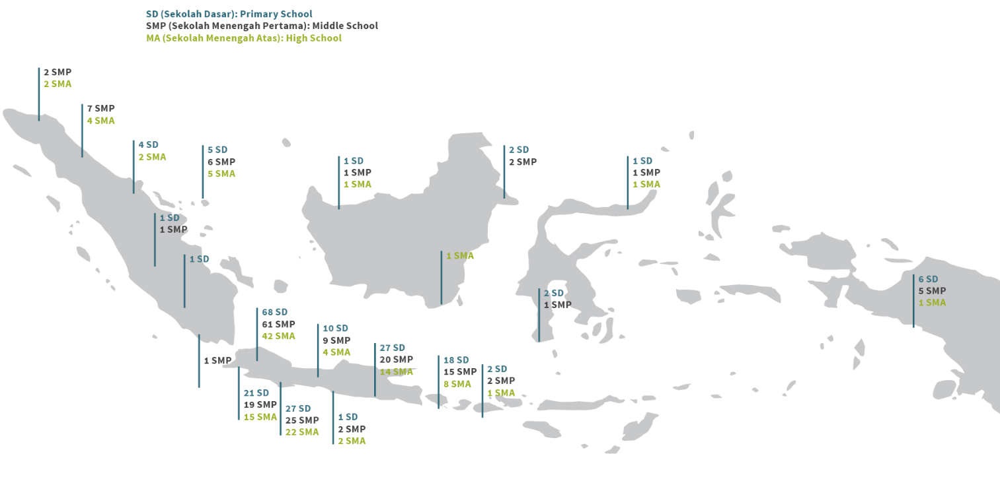 SD (Sekolah Dasar): Primary School
SMP (Sekolah Menengah Pertama): Middle School
MA (Sekolah Menengah Atas): High School
2 SMP
2 SMA
7 SMP
4 SMA
4 SD
2 SMA
5 SD
6 SMP
5 SMA
1 SD
1 SMP
1 SMA
2 SD
2 SMP
1 SD
1 SMP
1 SMA
1 SD
1 SMP
1 SD
1 SMA
2 SD
1 SMP
6 SD
5 SMP
1 SMA
68 SD
61 SMP
42 SMA
10 SD
9 SMP
4 SMA
27 SD
20 SMP
14 SMA
18 SD
15 SMP
8 SMA
2 SD
2 SMP
1 SMA
1 SMP
21 SD
19 SMP
15 SMA
27 SD
25 SMP
22 SMA
1 SD
2 SMP
2 SMA